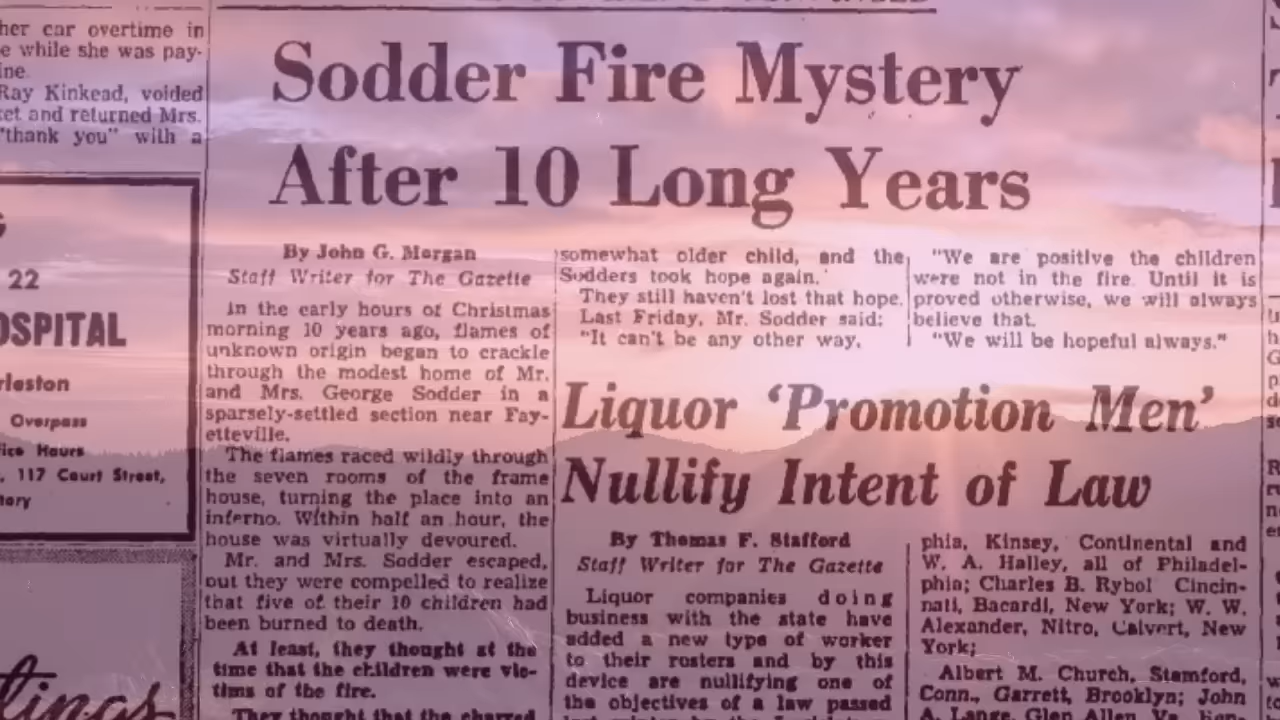 her car overtime in
e while she was pay-
ine.
Ray Kinkead, voided
ket and returned Mrs.
"thank you" with a
22
OSPITAL
rleston
Overpass
fice Hours
, 117 Court Street,
tory
tings
Sodder Fire Mystery
After 10 Long Years
By John G. Morgan
Staff Writer for The Gazette
In the early hours of Christmas
morning 10 years ago, flames of
unknown origin began to crackle
through the modest home of Mr.
and Mrs. George Sodder in a
sparsely-settled section near Fay-
etteville.
The flames raced wildly through
the seven rooms of the frame
house, turning the place into an
inferno. Within half an hour, the
house was virtually devoured.
Mr. and Mrs. Sodder escaped,
but they were compelled to realize
that five of their 10 children had
been burned to death.
At least, they thought at the
time that the children were vic-
tims of the fire.
They thought that the charred
somewhat older child, and the
Sodders took hope again.
They still haven't lost that hope.
Last Friday, Mr. Sodder said:
"It can't be any other way.
"We are positive the children
were not in the fire. Until it is
proved otherwise, we will always
believe that.
"We will be hopeful always."
Liquor 'Promotion Men'
Nullify Intent of Law
By Thomas F. Stafford
Staff Writer for The Gazette
Liquor companies doing
business with the state have
added a new type of worker
to their rosters and by this
device are nullifying one of
the objectives of a law passed
phia, Kinsey, Continental and
W. A. Halley, all of Philadel-
phia; Charles B. Rybol Cincin-
nati, Bacardi, New York; W. W.
Alexander, Nitro, Calvert, New
York;
Albert M. Church, Stamford,
Conn., Garrett, Brooklyn; John
A. Lange, Glen Allen,